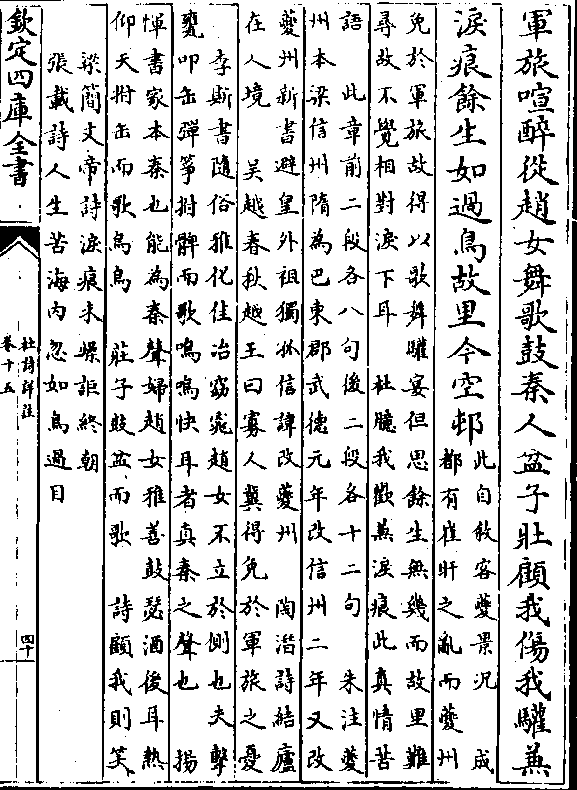 軍旅喧醉從趙女舞歌鼓秦人盆子壯顧我傷我驩兼
淚痕餘生如過鳥故里今空邨
此自敘客夔景况 成
都有崔旰之亂而夔州
免於軍旅故得以歌舞驩宴但思餘生無幾而故里難
尋故不覺相對淚下耳 杜臆我歡兼淚痕此真情苦
語 此章前二段各八句後二段各十二句 朱注夔
州本梁信州隋為巴東郡武徳元年改信州二年又改
夔州新書避皇外祖獨孤信諱改夔州 陶潛詩結廬
在人境 吴越春秋越王曰寡人冀得免於軍旅之憂
李斯書隨俗雅化佳冶窈窕趙女不立於側也夫擊
甕叩缶彈筝拊髀而歌嗚嗚快耳者真秦之聲也 揚
惲書家本秦也能為秦聲婦趙女雅善鼓瑟酒後耳熱
仰天拊缶而歌烏烏 莊子鼓盆而歌 詩顧我則笑
梁簡文帝詩淚痕未燥詎終朝
張載詩人生苦海内忽如鳥過目
欽定四庫全書
杜詩詳註
卷十五
四十